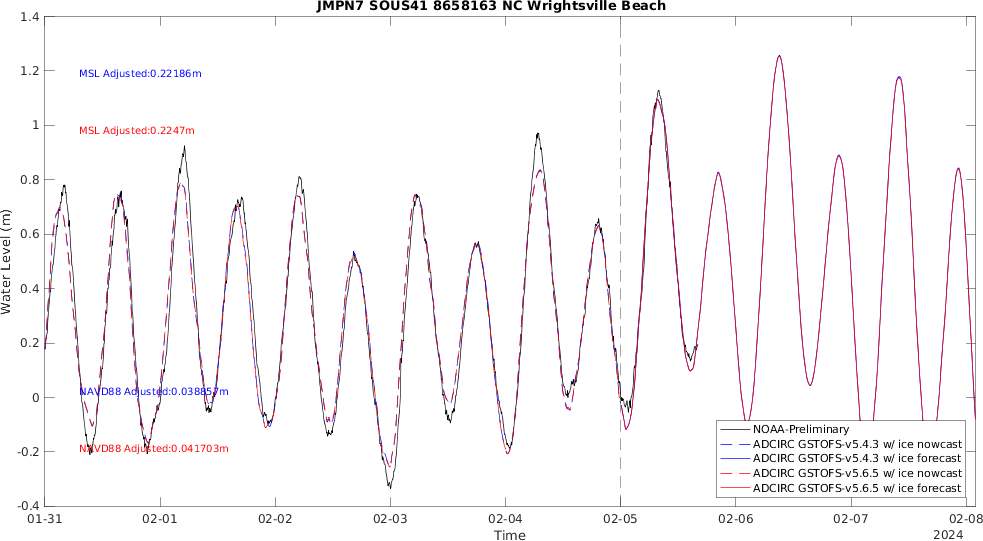 JMPN7 SOUS41 8658163 NC Wrightsville Beach
1.4
1.2
1
0.8
0.6
0.4
0.2
0
-0.2
-0.4
Water Level (m)
MSL Adjusted:0.22186m
MSL Adjusted:0.2247m
NAVD88 Adjusted:0.038857m
NAVD88 Adjusted:0.041703m
NOAA-Preliminary
ADCIRC GSTOFS-v5.4.3 w/ ice nowcast
ADCIRC GSTOFS-v5.4.3 w/ ice forecast
ADCIRC GSTOFS-v5.6.5 w/ ice nowcast
ADCIRC GSTOFS-v5.6.5 w/ ice forecast
01-31 02-01 02-02 02-03 02-04 02-05 02-06 02-07 02-08
Time
2024